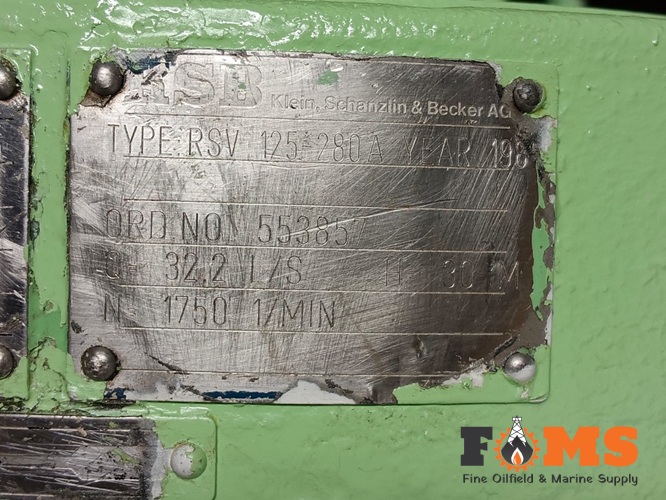 KSB Klein, Schanzlin & Becker AG
TYPE RSV 125-280 A YEAR 198
ORD NO. 553857
32,2 L/S H 30 M
N 1750 1/MIN
FOMS
Fine Oilfield & Marine Supply